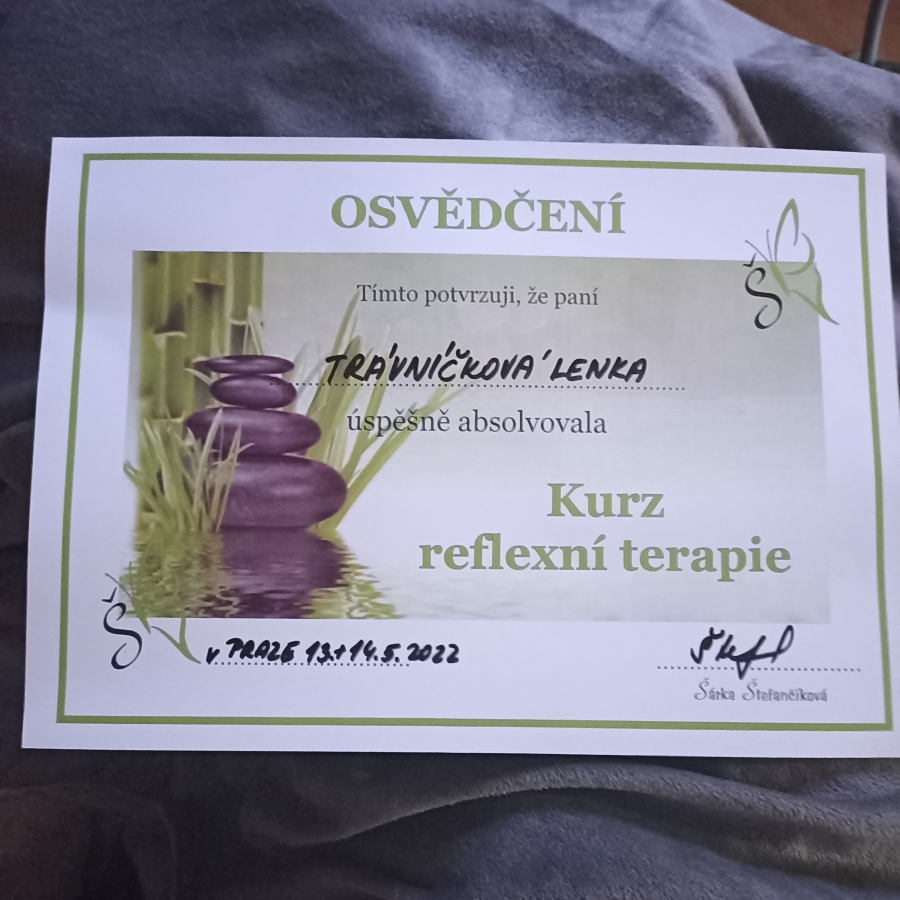 OSVĚDČENÍ
Š
Tímto potvrzuji, že paní
TRÁVNÍČKOVÁ LENKA
úspěšně absolvovala
Kurz
reflexní terapie
Š
v PRAZE 13.+14.5.2022
Šárka Štefančíková